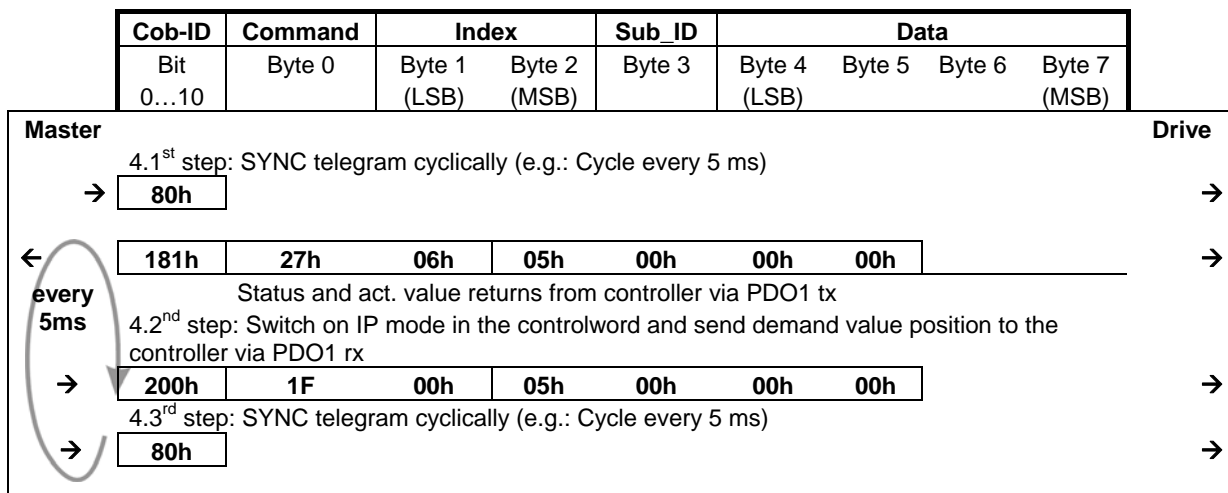 Cob-ID Command Index Sub_ID Data
Bit Byte 0 Byte 1 Byte 2 Byte 3 Byte 4 Byte 5 Byte 6 Byte 7
0…10 (LSB) (MSB) (LSB) (MSB)
Master Drive
4.1st step: SYNC telegram cyclically (e.g.: Cycle every 5 ms)
→ 80h →
← 181h 27h 06h 05h 00h 00h 00h →
every Status and act. value returns from controller via PDO1 tx
5ms 4.2nd step: Switch on IP mode in the controlword and send demand value position to the
controller via PDO1 rx
→ 200h 1F 00h 05h 00h 00h 00h →
4.3rd step: SYNC telegram cyclically (e.g.: Cycle every 5 ms)
→ 80h →